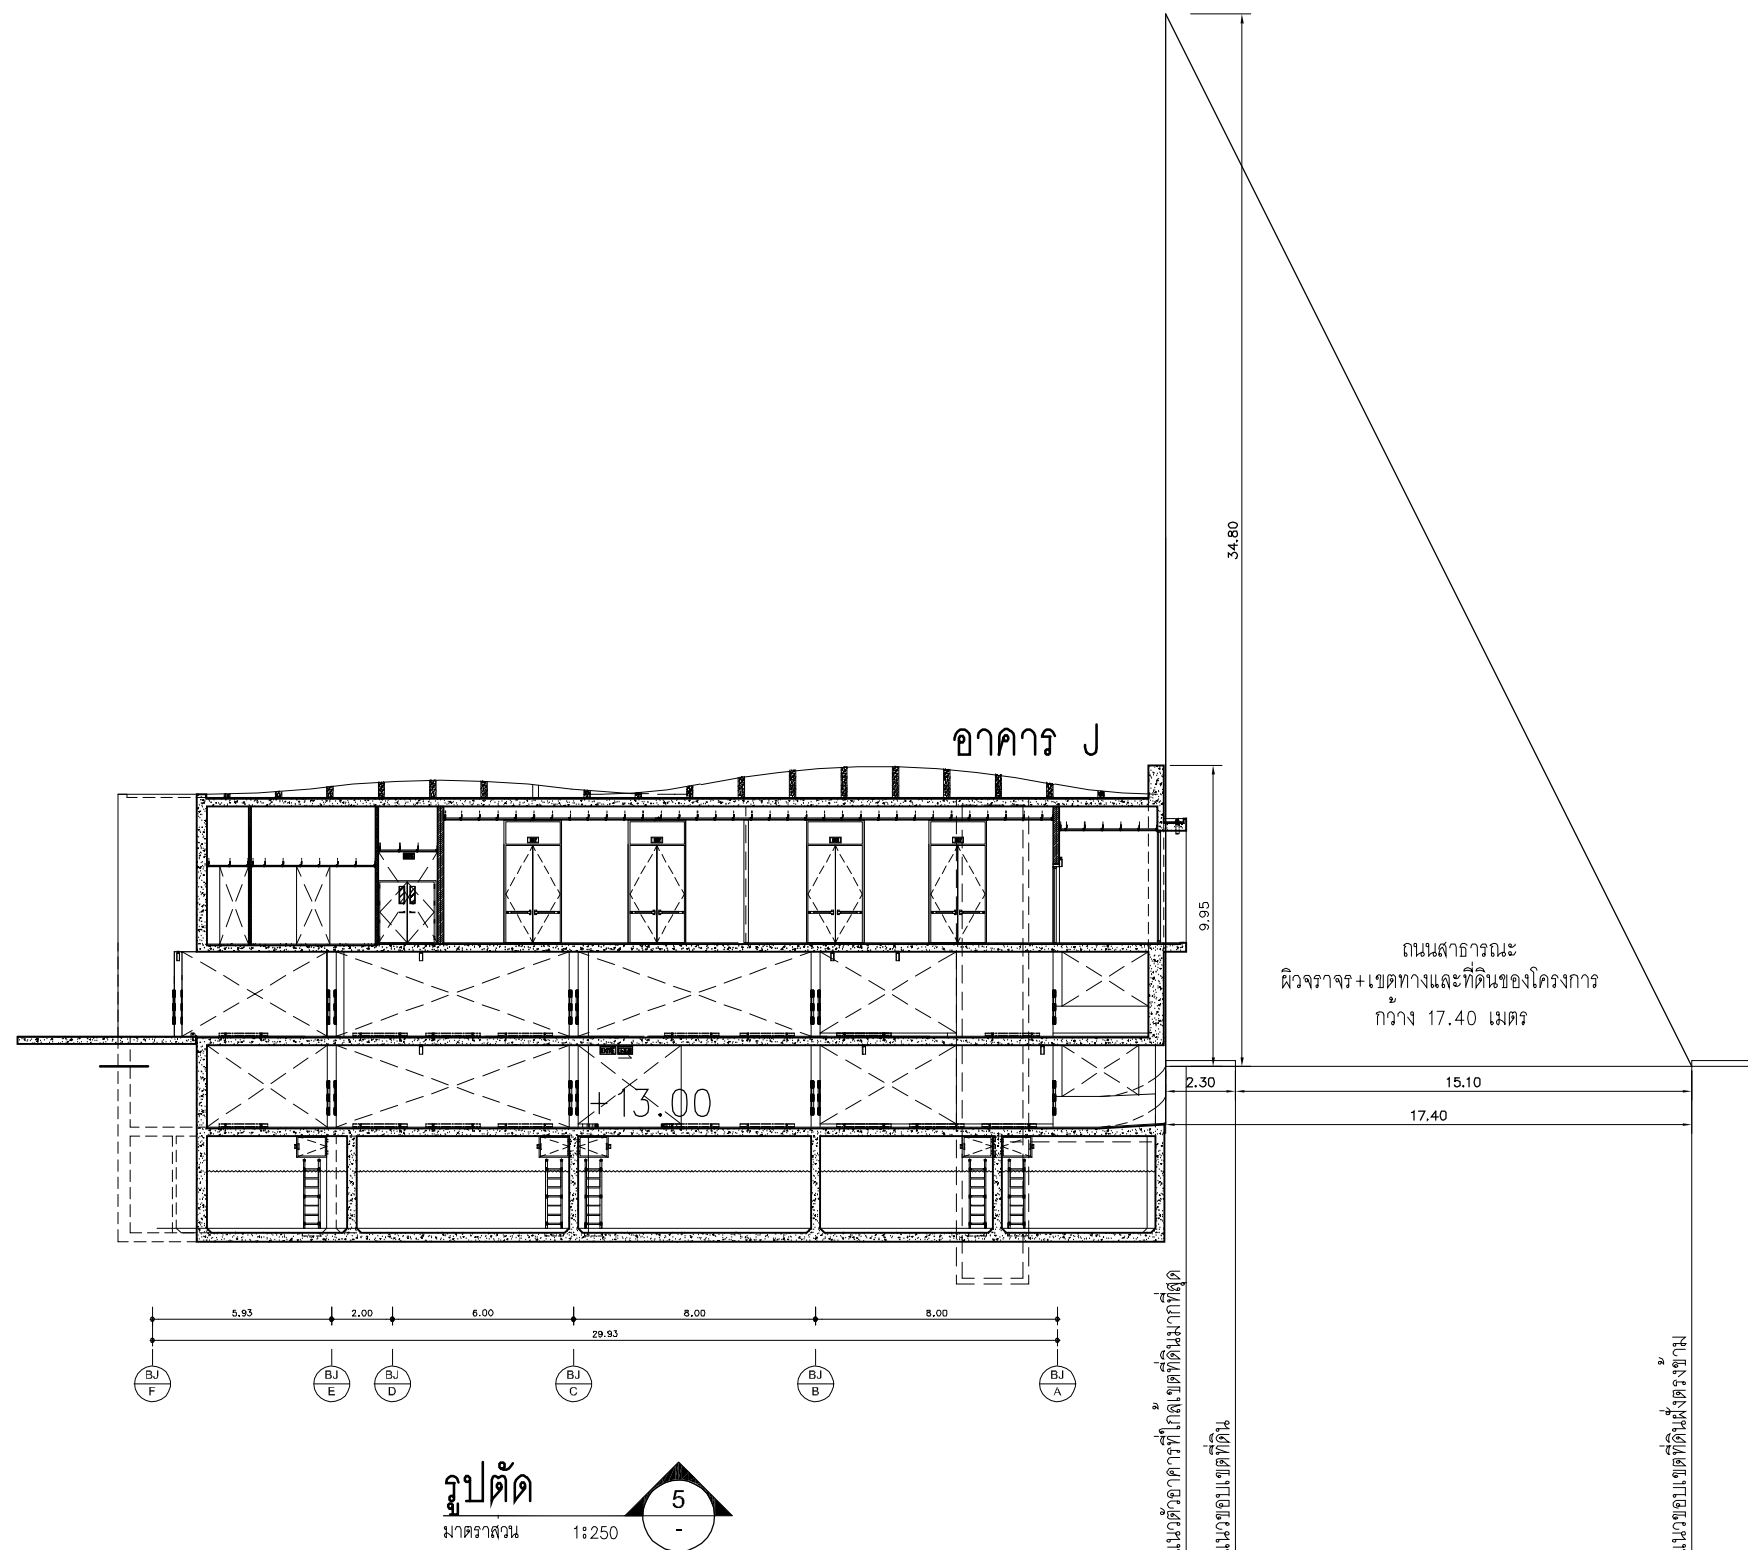 34.80
อาคาร J
9.95
ถนนสาธารณะ
ผิวจราจร+เขตทางและที่ดินของโครงการ
กว้าง 17.40 เมตร
2.30
15.10
17.40
+13.00
5.93
2.00
6.00
8.00
8.00
29.93
BJ
F
BJ
E
BJ
D
BJ
C
BJ
B
BJ
A
แนวตัวอาคารที่ใกล้เขตที่ดินมากที่สุด
แนวขอบเขตที่ดิน
แนวขอบเขตที่ดินฝั่งตรงข้าม
รูปตัด
มาตราส่วน 1:250
5
-